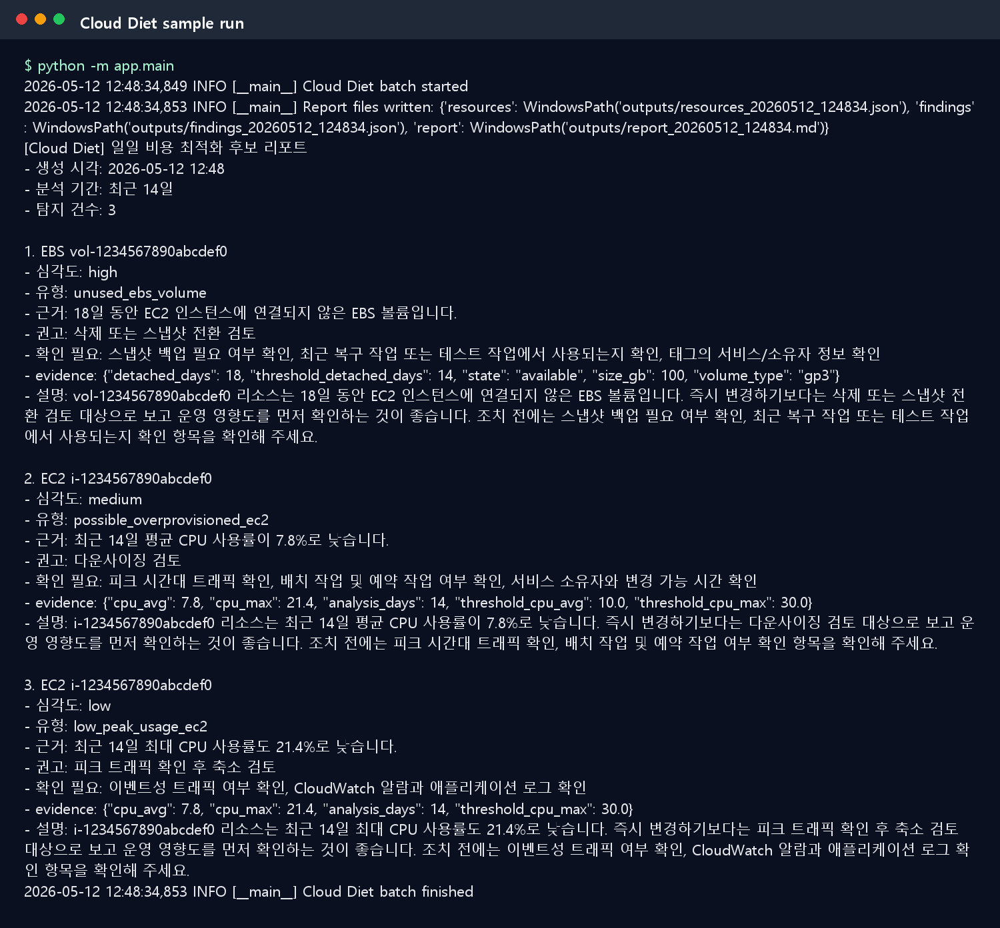 Cloud Diet sample run
$ python -m app.main
2026-05-12 12:48:34,849 INFO [__main__] Cloud Diet batch started
2026-05-12 12:48:34,853 INFO [__main__] Report files written: {'resources': WindowsPath('outputs/resources_20260512_124834.json'), 'findings'
: WindowsPath('outputs/findings_20260512_124834.json'), 'report': WindowsPath('outputs/report_20260512_124834.md')}
[Cloud Diet] 일일 비용 최적화 후보 리포트
- 생성 시각: 2026-05-12 12:48
- 분석 기간: 최근 14일
- 탐지 건수: 3
1. EBS vol-1234567890abcdef0
- 심각도: high
- 유형: unused_ebs_volume
- 근거: 18일 동안 EC2 인스턴스에 연결되지 않은 EBS 볼륨입니다.
- 권고: 삭제 또는 스냅샷 전환 검토
- 확인 필요: 스냅샷 백업 필요 여부 확인, 최근 복구 작업 또는 테스트 작업에서 사용되는지 확인, 태그의 서비스/소유자 정보 확인
- evidence: {"detached_days": 18, "threshold_detached_days": 14, "state": "available", "size_gb": 100, "volume_type": "gp3"}
- 설명: vol-1234567890abcdef0 리소스는 18일 동안 EC2 인스턴스에 연결되지 않은 EBS 볼륨입니다. 즉시 변경하기보다는 삭제 또는 스냅샷 전
환 검토 대상으로 보고 운영 영향도를 먼저 확인하는 것이 좋습니다. 조치 전에는 스냅샷 백업 필요 여부 확인, 최근 복구 작업 또는 테스트 작업
에서 사용되는지 확인 항목을 확인해 주세요.
2. EC2 i-1234567890abcdef0
- 심각도: medium
- 유형: possible_overprovisioned_ec2
- 근거: 최근 14일 평균 CPU 사용률이 7.8%로 낮습니다.
- 권고: 다운사이징 검토
- 확인 필요: 피크 시간대 트래픽 확인, 배치 작업 및 예약 작업 여부 확인, 서비스 소유자와 변경 가능 시간 확인
- evidence: {"cpu_avg": 7.8, "cpu_max": 21.4, "analysis_days": 14, "threshold_cpu_avg": 10.0, "threshold_cpu_max": 30.0}
- 설명: i-1234567890abcdef0 리소스는 최근 14일 평균 CPU 사용률이 7.8%로 낮습니다. 즉시 변경하기보다는 다운사이징 검토 대상으로 보고 운
영 영향도를 먼저 확인하는 것이 좋습니다. 조치 전에는 피크 시간대 트래픽 확인, 배치 작업 및 예약 작업 여부 확인 항목을 확인해 주세요.
3. EC2 i-1234567890abcdef0
- 심각도: low
- 유형: low_peak_usage_ec2
- 근거: 최근 14일 최대 CPU 사용률도 21.4%로 낮습니다.
- 권고: 피크 트래픽 확인 후 축소 검토
- 확인 필요: 이벤트성 트래픽 여부 확인, CloudWatch 알람과 애플리케이션 로그 확인
- evidence: {"cpu_avg": 7.8, "cpu_max": 21.4, "analysis_days": 14, "threshold_cpu_max": 30.0}
- 설명: i-1234567890abcdef0 리소스는 최근 14일 최대 CPU 사용률도 21.4%로 낮습니다. 즉시 변경하기보다는 피크 트래픽 확인 후 축소 검토
대상으로 보고 운영 영향도를 먼저 확인하는 것이 좋습니다. 조치 전에는 이벤트성 트래픽 여부 확인, CloudWatch 알람과 애플리케이션 로그 확
인 항목을 확인해 주세요.
2026-05-12 12:48:34,853 INFO [__main__] Cloud Diet batch finished